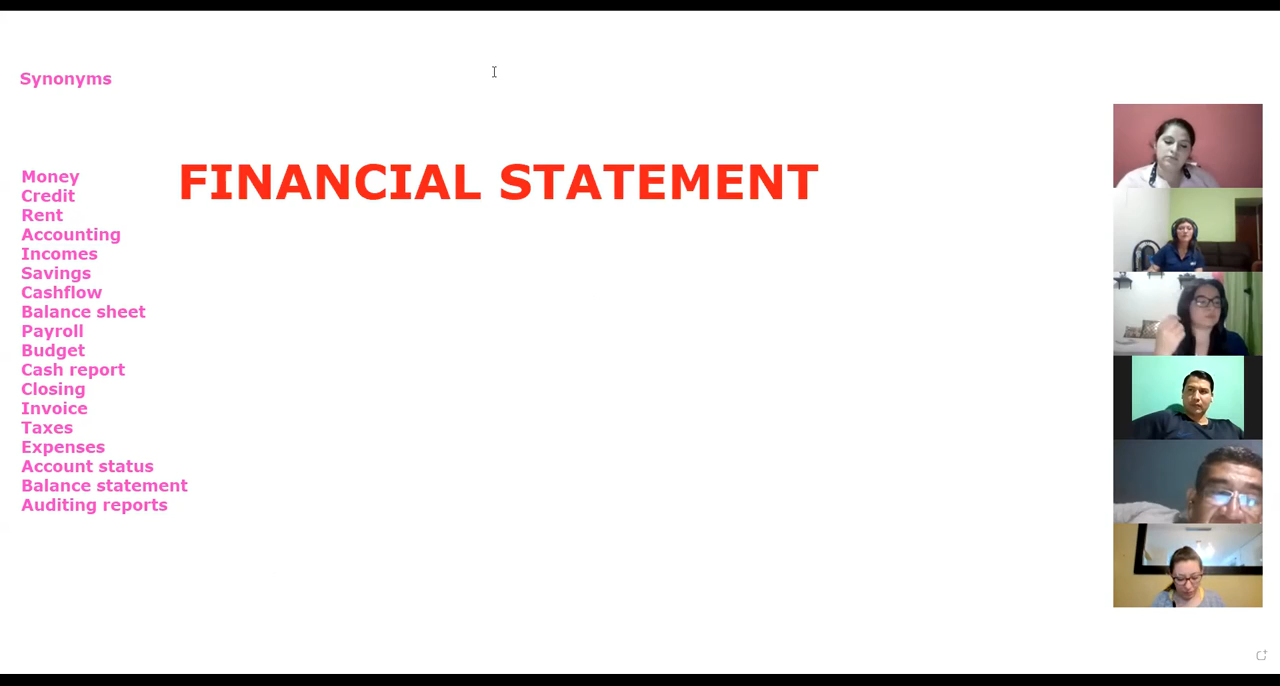 Synonyms
FINANCIAL STATEMENT
Money
Credit
Rent
Accounting
Incomes
Savings
Cashflow
Balance sheet
Payroll
Budget
Cash report
Closing
Invoice
Taxes
Expenses
Account status
Balance statement
Auditing reports